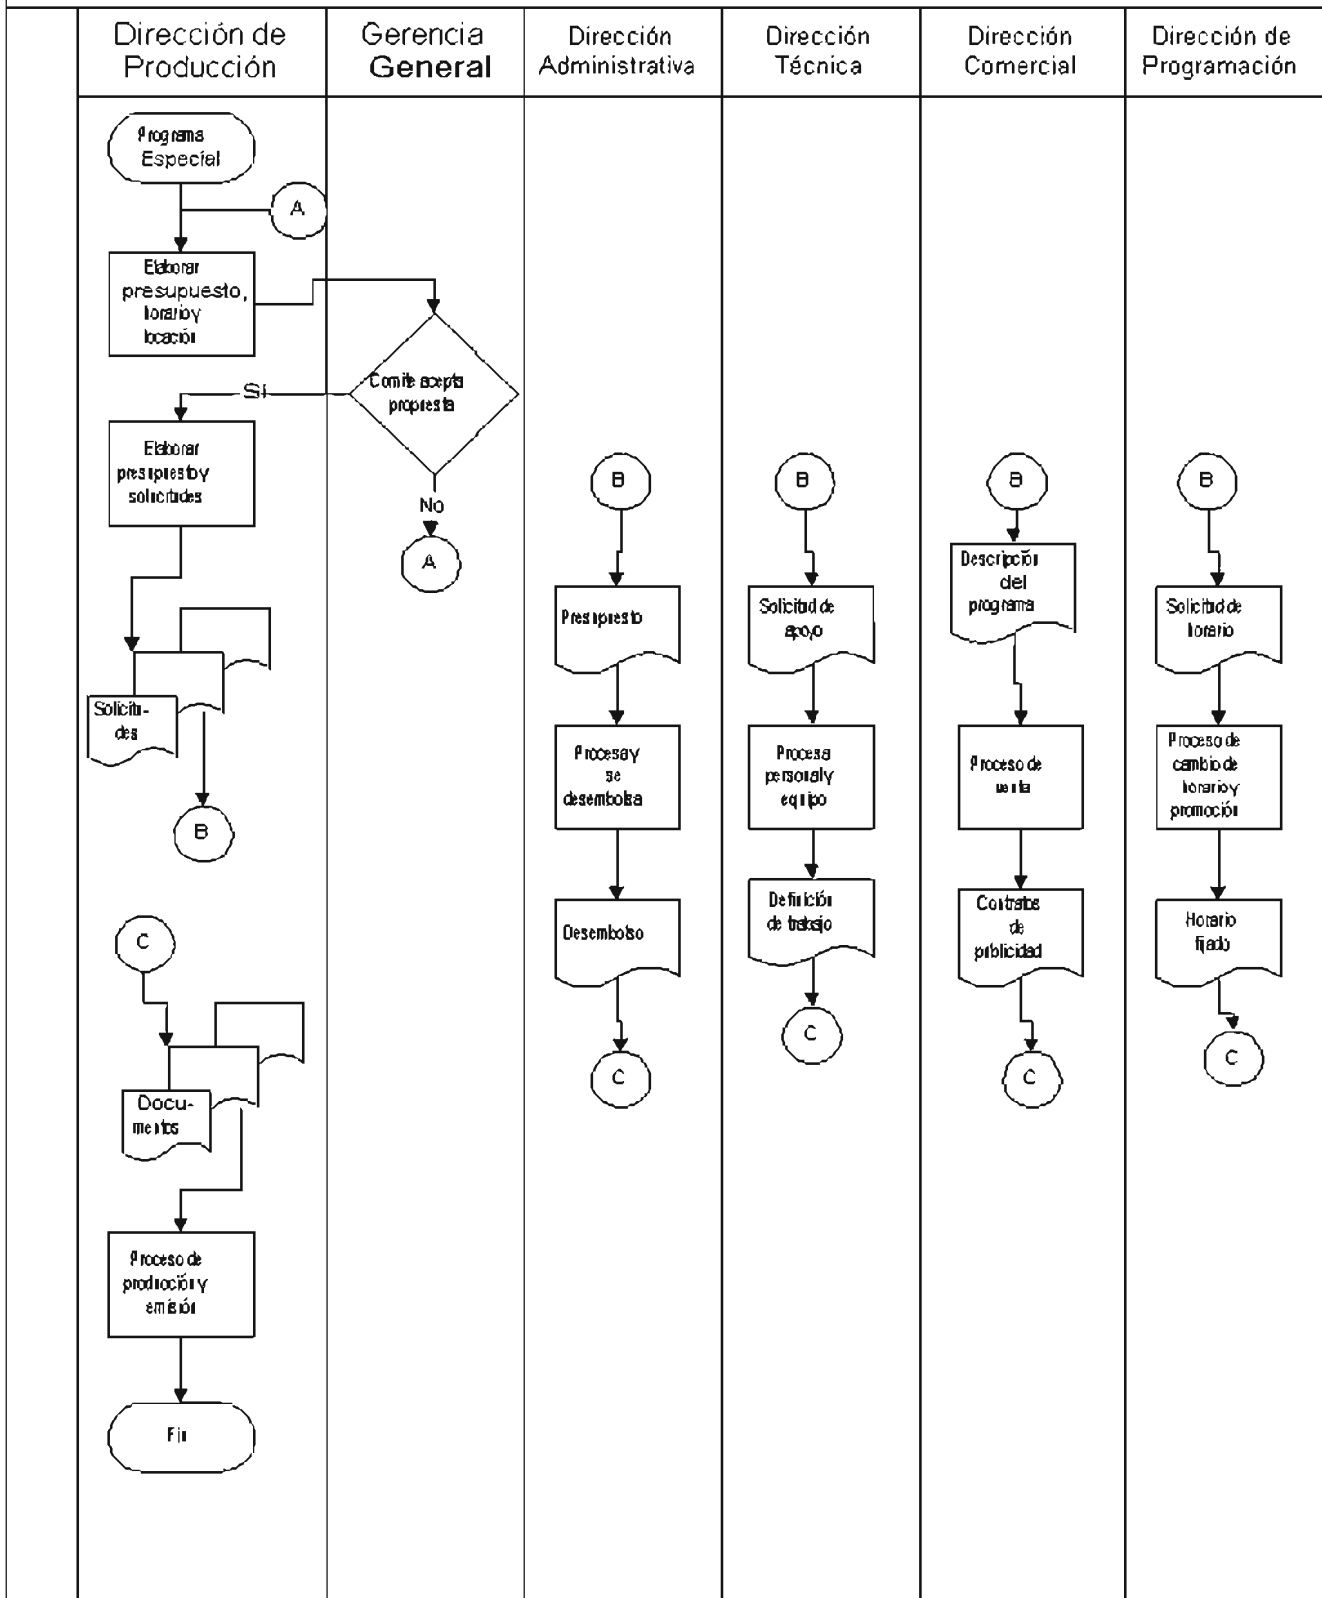 Dirección de
Producción
Gerencia
General
Dirección
Administrativa
Dirección
Técnica
Dirección
Comercial
Dirección de
Programación
Programa
Especial
A
Elaborar
presupuesto,
horario y
locación
Comite acepta
propuesta
Si
No
A
Elaborar
presupuesto y
solicitudes
Solicitu-
des
B
C
Docu-
mentos
Proceso de
producción y
emisión
Fin
B
Presupuesto
Procesa y
se
desembolsa
Desembolso
C
B
Solicitud de
apoyo
Procesa
personal y
equipo
Definición
de trabajo
C
B
Descripción
del
programa
Proceso de
venta
Contratos
de
publicidad
C
B
Solicitud de
horario
Proceso de
cambio de
horario y
promoción
Horario
fijado
C